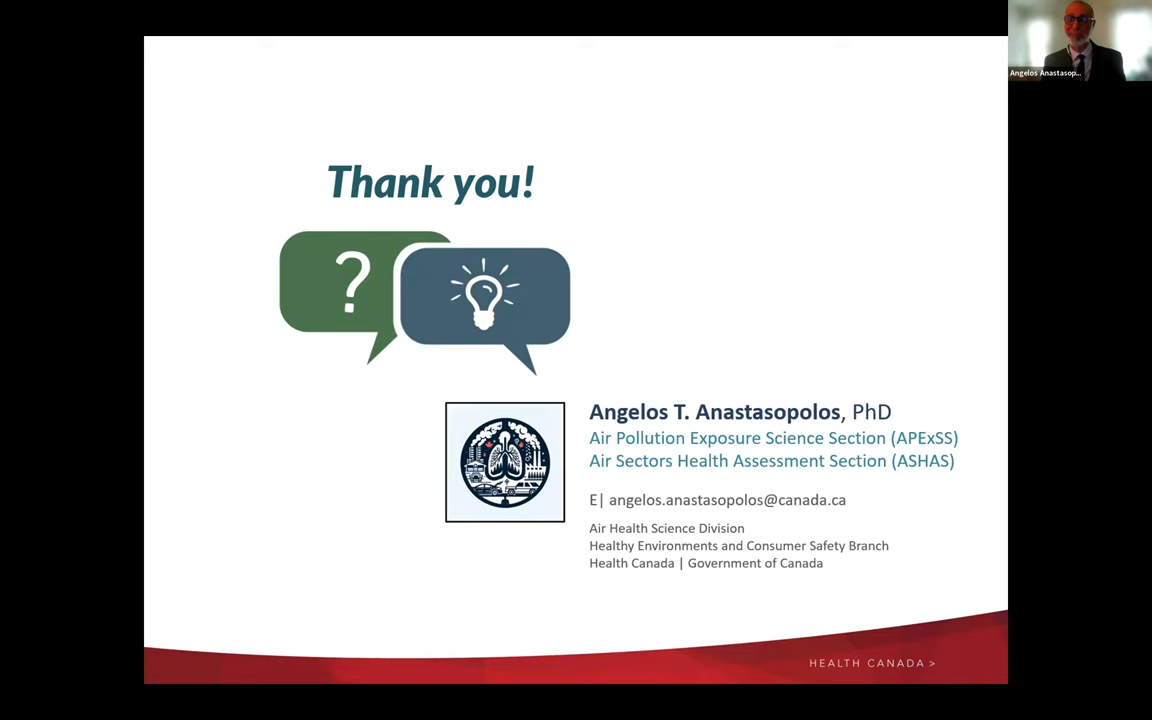 Angelos Anastasop...
Thank you!
?
Angelos T. Anastasopolos, PhD
Air Pollution Exposure Science Section (APExSS)
Air Sectors Health Assessment Section (ASHAS)
E| angelos.anastasopolos@canada.ca
Air Health Science Division
Healthy Environments and Consumer Safety Branch
Health Canada | Government of Canada
HEALTH CANADA >